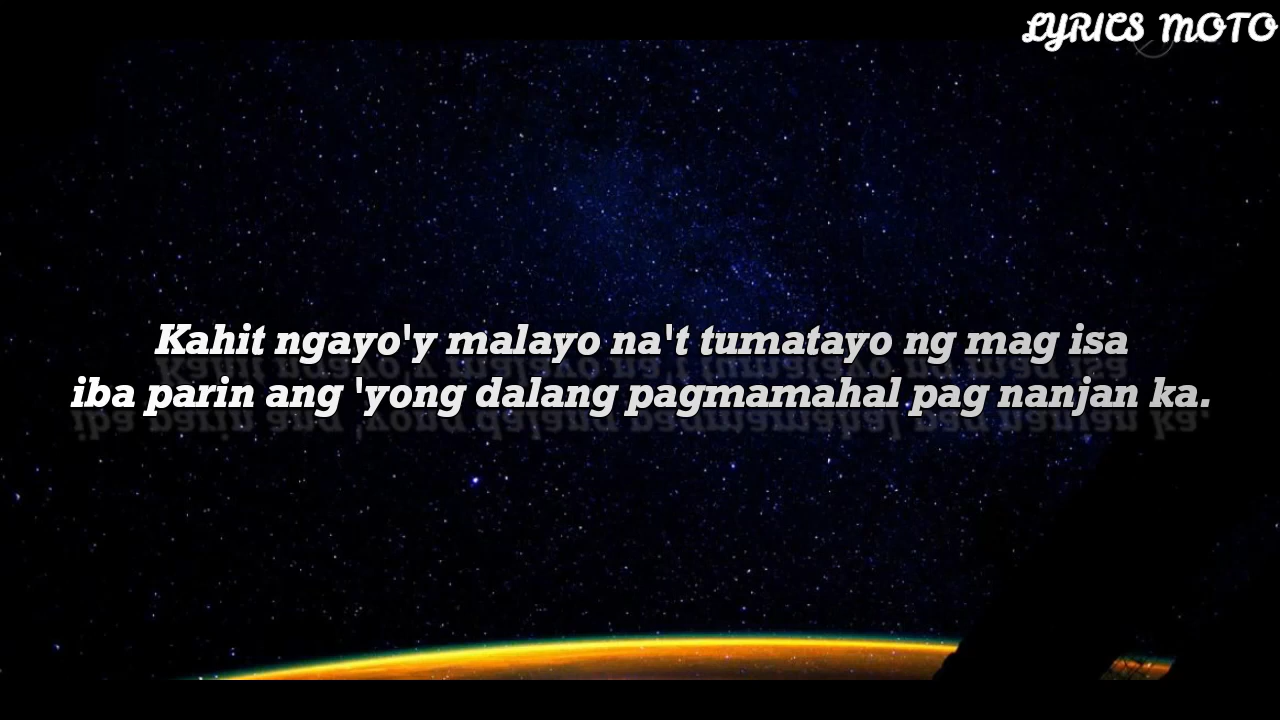 LYRICS MOTO
Kahit ngayo'y malayo na't tumatayo ng mag isa
iba parin ang 'yong dalang pagmamahal pag nanjan ka.